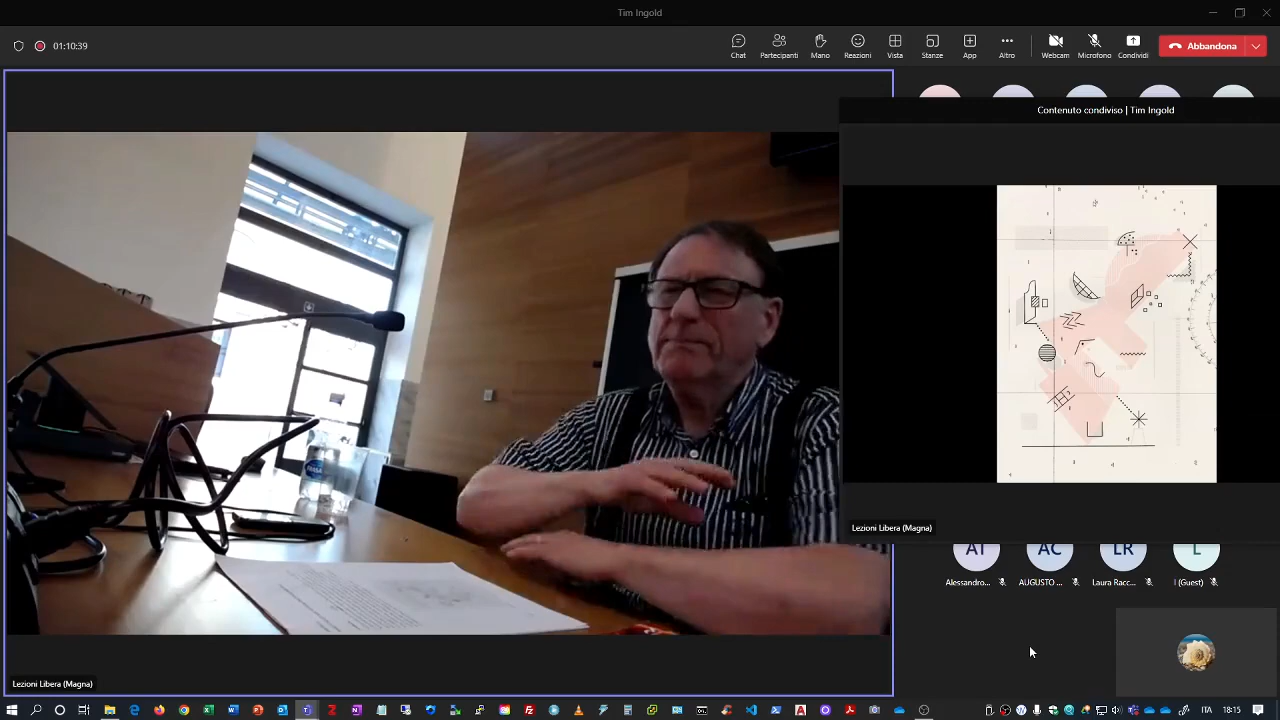 Tim Ingold
01:10:39
Chat
Partecipanti
Mano
Reazioni
Vista
Stanze
App
Altro
Webcam
Microfono
Condividi
Abbandona
Contenuto condiviso | Tim Ingold
Lezioni Libera (Magna)
AT
AC
LR
L
Alessandro...
AUGUSTO ...
Laura Racc...
I (Guest)
Lezioni Libera (Magna)
ITA
18:15